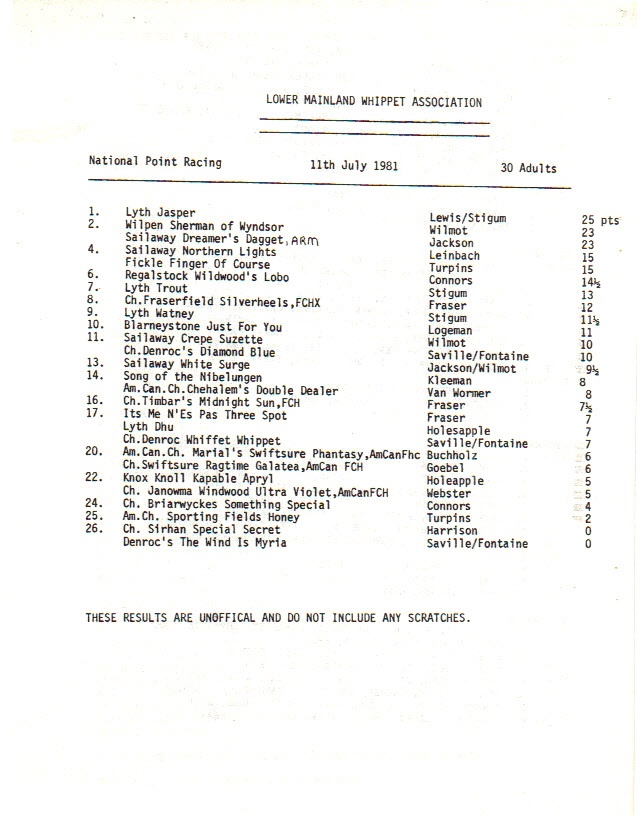 LOWER MAINLAND WHIPPET ASSOCIATION
National Point Racing 11th July 1981 30 Adults
1. Lyth Jasper Lewis/Stigum 25 pts
2. Wilpen Sherman of Wyndsor Wilmot 23
Sailaway Dreamer's Dagget, ARM Jackson 23
4. Sailaway Northern Lights Leinbach 15
Fickle Finger Of Course Turpins 15
6. Regalstock Wildwood's Lobo Connors 14½
7. Lyth Trout Stigum 13
8. Ch.Fraserfield Silverheels,FCHX Fraser 12
9. Lyth Watney Stigum 11½
10. Blarneystone Just For You Logeman 11
11. Sailaway Crepe Suzette Wilmot 10
Ch.Denroc's Diamond Blue Saville/Fontaine 10
13. Sailaway White Surge Jackson/Wilmot 9½
14. Song of the Nibelungen Kleeman 8
Am.Can.Ch.Chehalem's Double Dealer Van Wormer 8
16. Ch.Timbar's Midnight Sun,FCH Fraser 7½
17. Its Me N'Es Pas Three Spot Fraser 7
Lyth Dhu Holesapple 7
Ch.Denroc Whiffet Whippet Saville/Fontaine 7
20. Am.Can.Ch. Marial's Swiftsure Phantasy,AmCanFhc Buchholz 6
Ch.Swiftsure Ragtime Galatea,AmCan FCH Goebel 6
22. Knox Knoll Kapable Apryl Holeapple 5
Ch. Janowma Windwood Ultra Violet,AmCanFCH Webster 5
24. Ch. Briarwyckes Something Special Connors 4
25. Am.Ch. Sporting Fields Honey Turpins 2
26. Ch. Sirhan Special Secret Harrison 0
Denroc's The Wind Is Myria Saville/Fontaine 0
THESE RESULTS ARE UNOFFICAL AND DO NOT INCLUDE ANY SCRATCHES.